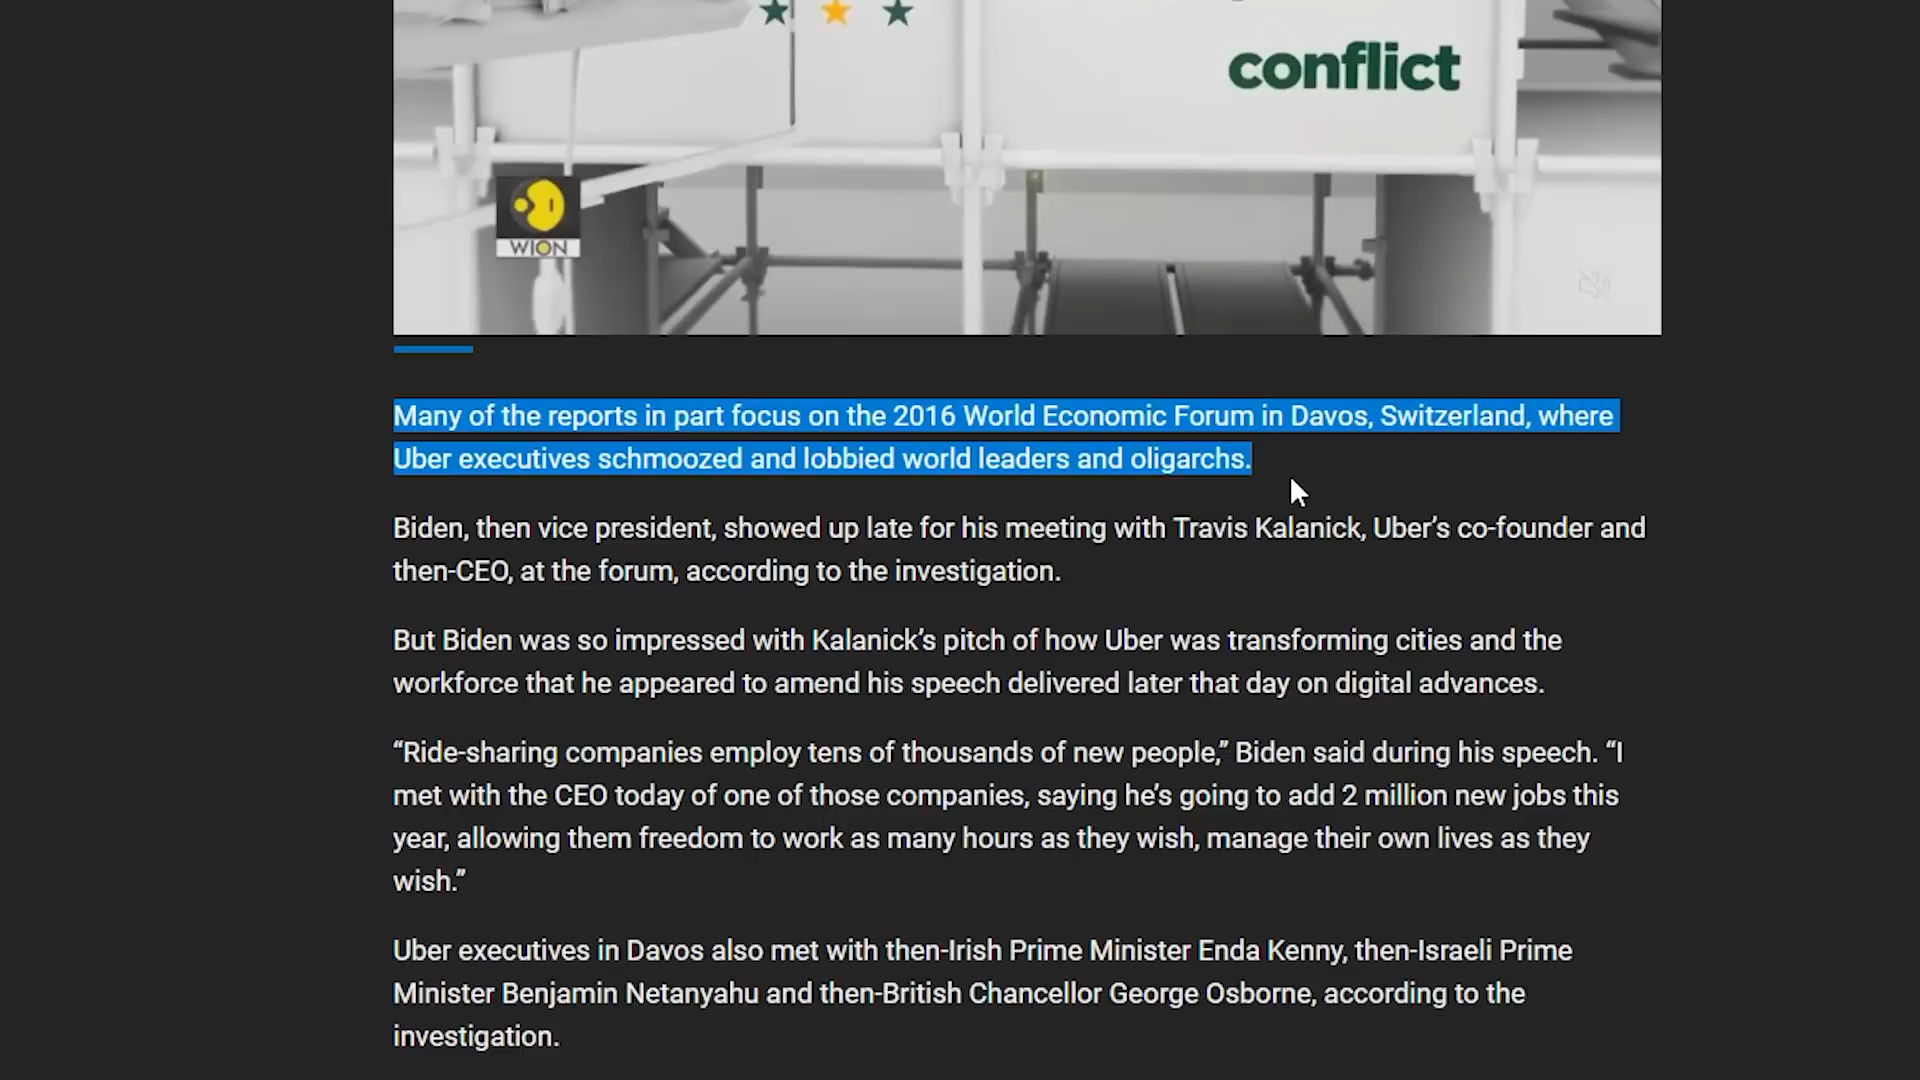 conflict
WION
Many of the reports in part focus on the 2016 World Economic Forum in Davos, Switzerland, where
Uber executives schmoozed and lobbied world leaders and oligarchs.
Biden, then vice president, showed up late for his meeting with Travis Kalanick, Uber’s co-founder and
then-CEO, at the forum, according to the investigation.
But Biden was so impressed with Kalanick’s pitch of how Uber was transforming cities and the
workforce that he appeared to amend his speech delivered later that day on digital advances.
“Ride-sharing companies employ tens of thousands of new people,” Biden said during his speech. “I
met with the CEO today of one of those companies, saying he’s going to add 2 million new jobs this
year, allowing them freedom to work as many hours as they wish, manage their own lives as they
wish.”
Uber executives in Davos also met with then-Irish Prime Minister Enda Kenny, then-Israeli Prime
Minister Benjamin Netanyahu and then-British Chancellor George Osborne, according to the
investigation.